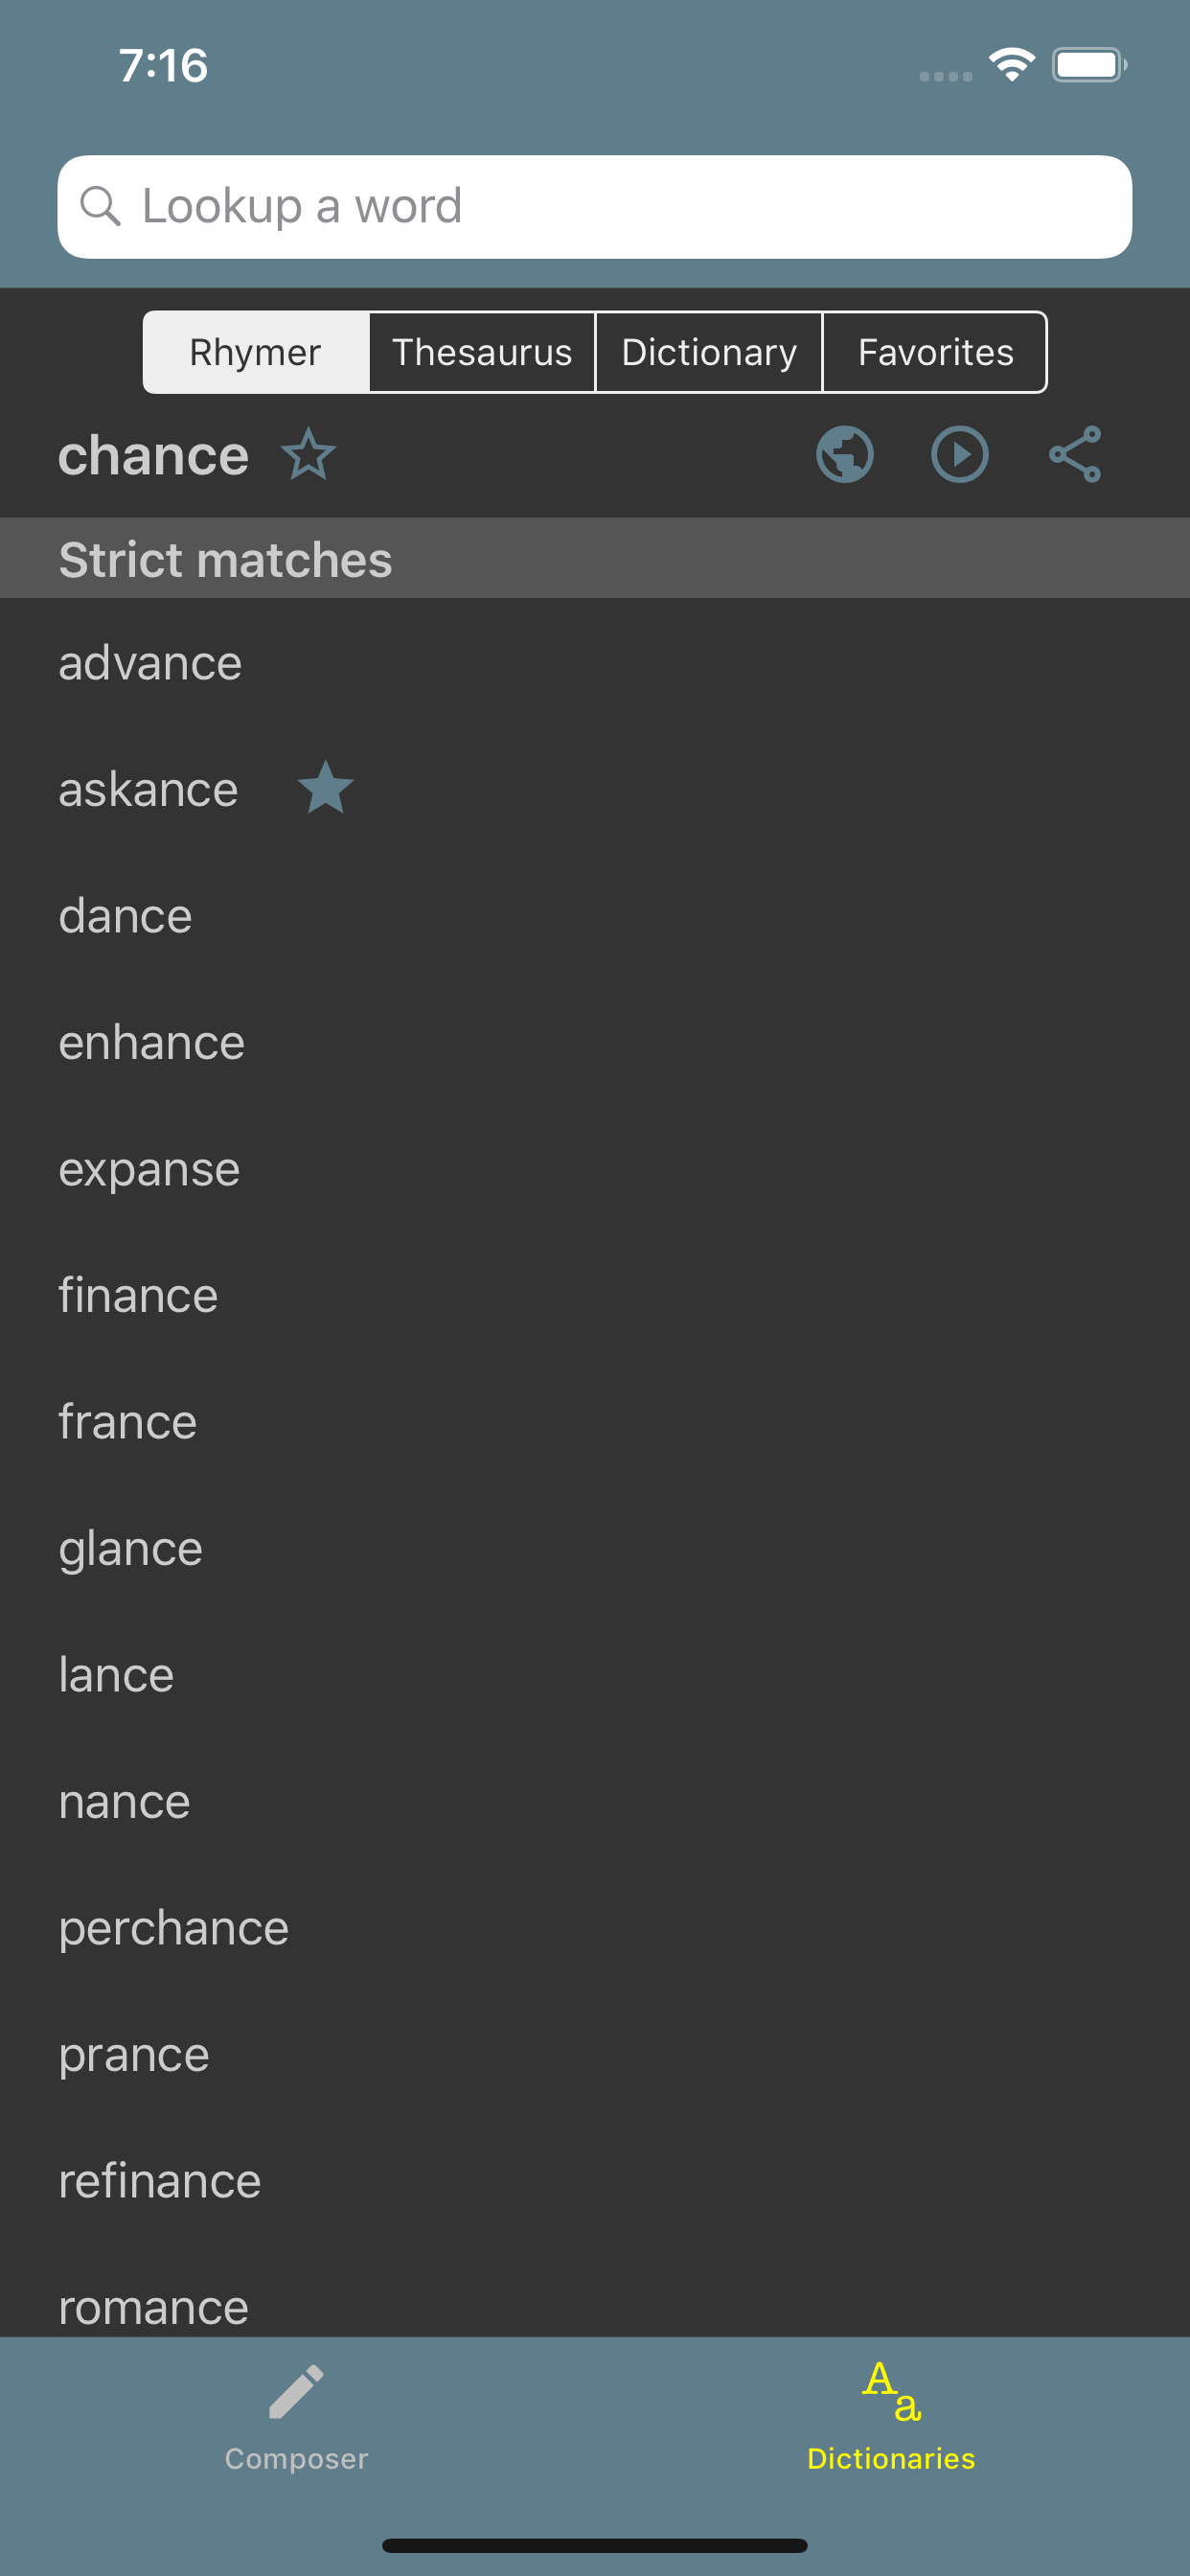 7:16
Lookup a word
Rhymer Thesaurus Dictionary Favorites
chance
Strict matches
advance
askance
dance
enhance
expanse
finance
france
glance
lance
nance
perchance
prance
refinance
romance
Composer Dictionaries